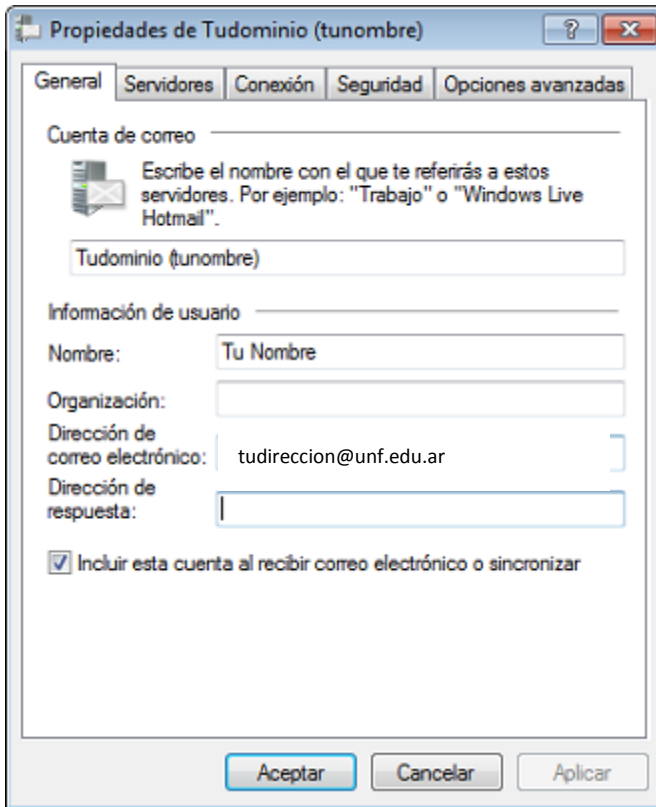 Propiedades de Tudominio (tunombre)
General Servidores Conexión Seguridad Opciones avanzadas
Cuenta de correo
Escribe el nombre con el que te referirás a estos
servidores. Por ejemplo: "Trabajo" o "Windows Live
Hotmail".
Tudominio (tunombre)
Información de usuario
Nombre: Tu Nombre
Organización:
Dirección de
correo electrónico: tudireccion@unf.edu.ar
Dirección de
respuesta:
Incluir esta cuenta al recibir correo electrónico o sincronizar
Aceptar Cancelar Aplicar